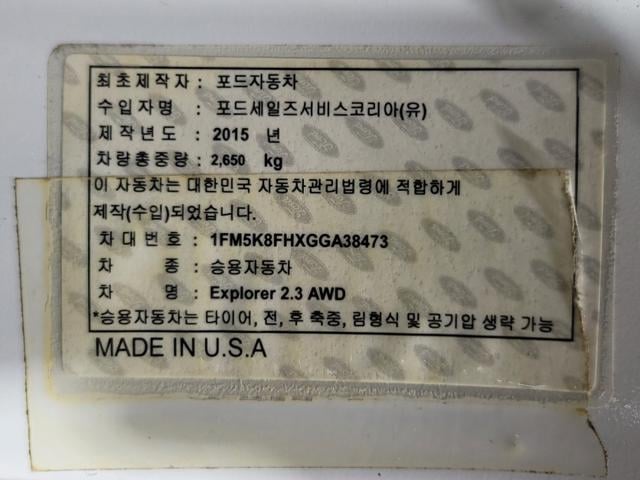 최초제작자 : 포드자동차
수입자명 : 포드세일즈서비스코리아(유)
제작년도 : 2015 년
차량총중량 : 2,650 kg
이 자동차는 대한민국 자동차관리법령에 적합하게
제작(수입)되었습니다.
차대번호 : 1FM5K8FHXGGA38473
차 종 : 승용자동차
차 명 : Explorer 2.3 AWD
*승용자동차는 타이어, 전, 후 축중, 림형식 및 공기압 생략 가능
MADE IN U.S.A